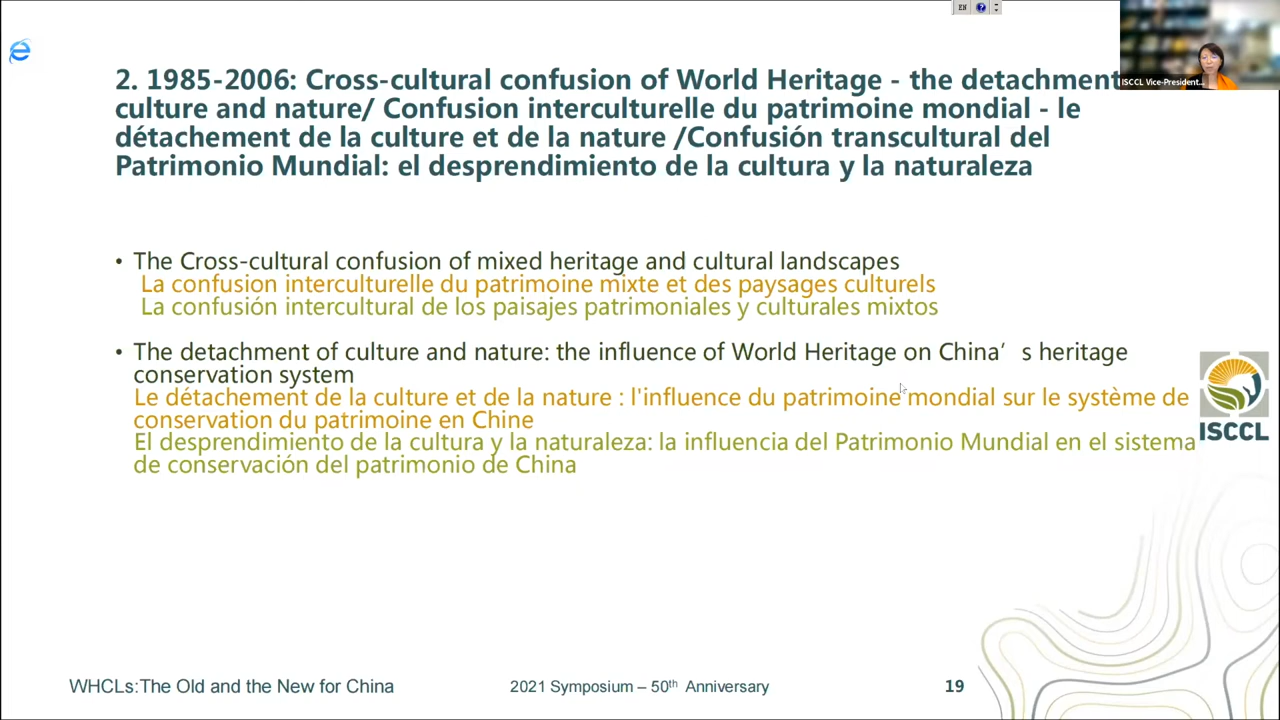 EN
ISCCL Vice-President...
2. 1985-2006: Cross-cultural confusion of World Heritage - the detachment
culture and nature/ Confusion interculturelle du patrimoine mondial - le
détachement de la culture et de la nature /Confusión transcultural del
Patrimonio Mundial: el desprendimiento de la cultura y la naturaleza
• The Cross-cultural confusion of mixed heritage and cultural landscapes
La confusion interculturelle du patrimoine mixte et des paysages culturels
La confusión intercultural de los paisajes patrimoniales y culturales mixtos
• The detachment of culture and nature: the influence of World Heritage on China’s heritage
conservation system
Le détachement de la culture et de la nature : l'influence du patrimoine mondial sur le système de
conservation du patrimoine en Chine
El desprendimiento de la cultura y la naturaleza: la influencia del Patrimonio Mundial en el sistema
de conservación del patrimonio de China
ISCCL
WHCLs:The Old and the New for China
2021 Symposium – 50th Anniversary
19